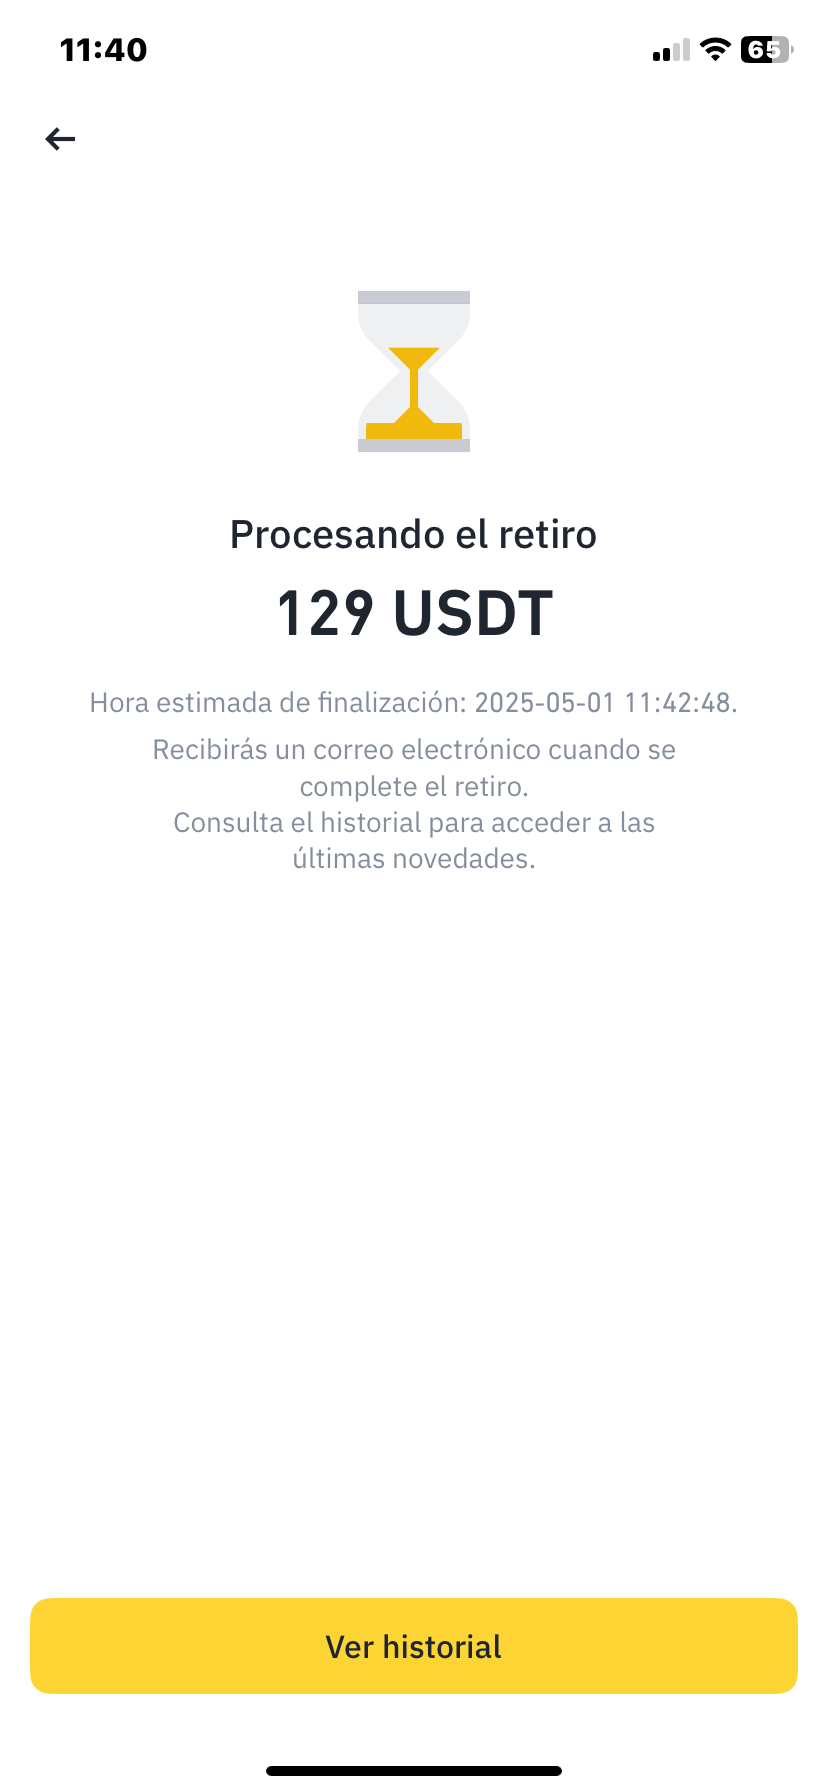 11:40
65
Procesando el retiro
129 USDT
Hora estimada de finalización: 2025-05-01 11:42:48.
Recibirás un correo electrónico cuando se
complete el retiro.
Consulta el historial para acceder a las
últimas novedades.
Ver historial